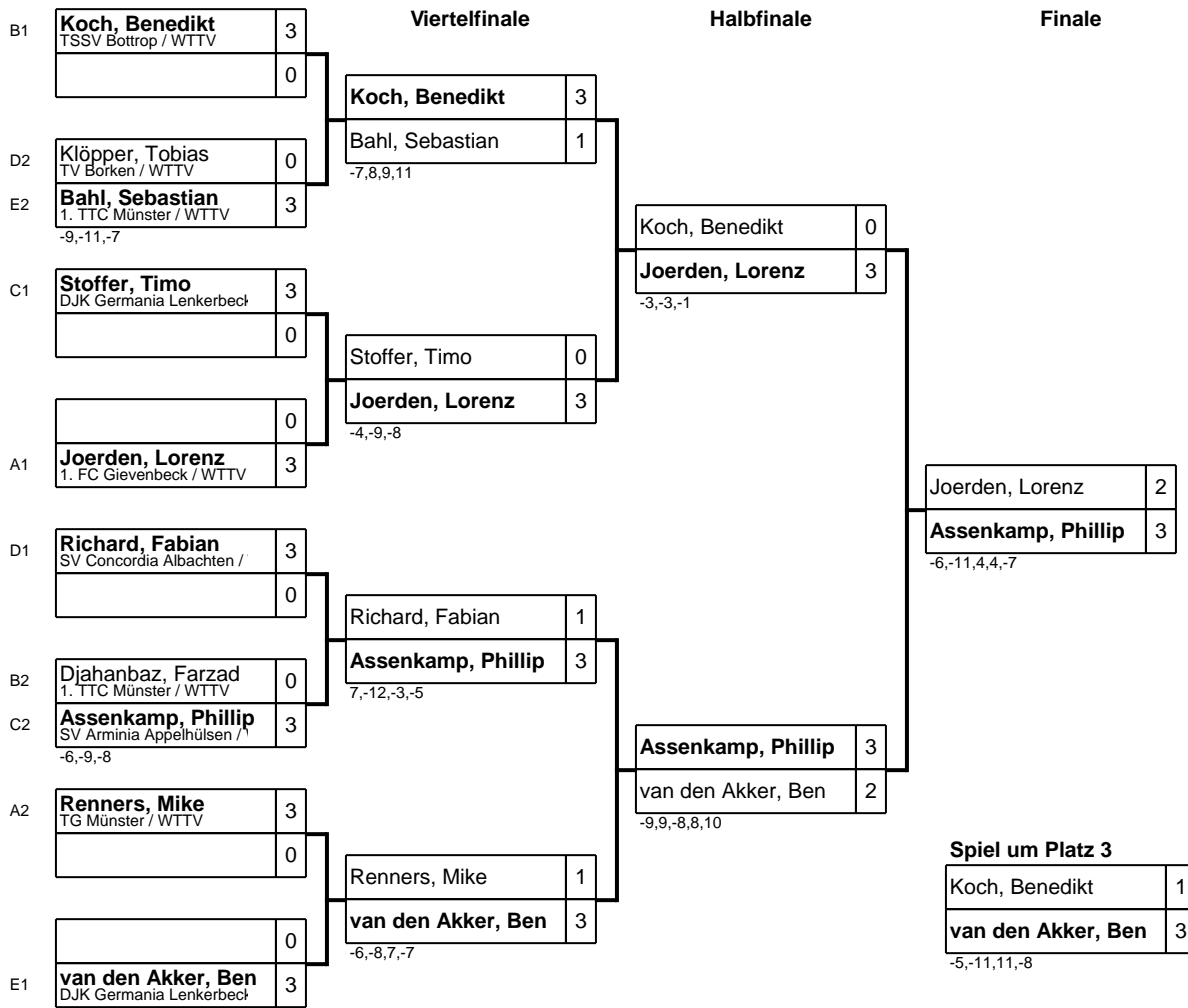 Viertelfinale
Halbfinale
Finale
B1
Koch, Benedikt
3
TSSV Bottrop / WTTV
0
D2
Klöpper, Tobias
0
TV Borken / WTTV
E2
Bahl, Sebastian
3
1. TTC Münster / WTTV
-9,-11,-7
C1
Stoffer, Timo
3
DJK Germania Lenkerbeck
0
0
A1
Joerden, Lorenz
3
1. FC Gievenbeck / WTTV
D1
Richard, Fabian
3
SV Concordia Albachten /
0
B2
Djahanbaz, Farzad
0
1. TTC Münster / WTTV
C2
Assenkamp, Phillip
3
SV Arminia Appelhülsen /
-6,-9,-8
A2
Renners, Mike
3
TG Münster / WTTV
0
0
E1
van den Akker, Ben
3
DJK Germania Lenkerbeck
Koch, Benedikt
3
Bahl, Sebastian
1
-7,8,9,11
Stoffer, Timo
0
Joerden, Lorenz
3
-4,-9,-8
Richard, Fabian
1
Assenkamp, Phillip
3
7,-12,-3,-5
Renners, Mike
1
van den Akker, Ben
3
-6,-8,7,-7
Koch, Benedikt
0
Joerden, Lorenz
3
-3,-3,-1
Assenkamp, Phillip
3
van den Akker, Ben
2
-9,9,-8,8,10
Joerden, Lorenz
2
Assenkamp, Phillip
3
-6,-11,4,4,-7
Spiel um Platz 3
Koch, Benedikt
1
van den Akker, Ben
3
-5,-11,11,-8